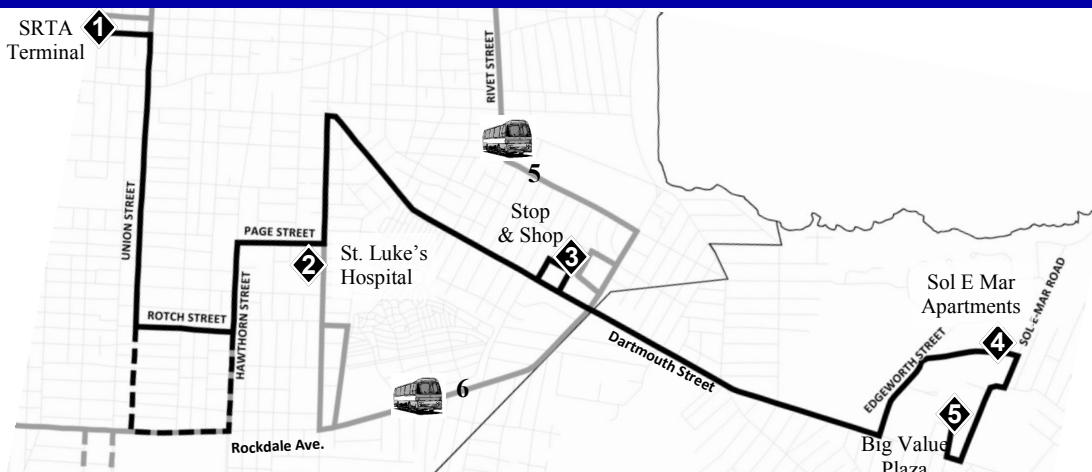 SRTA
Terminal
1
RIVET STREET
5
UNION STREET
PAGE STREET
2
St. Luke's
Hospital
Stop
& Shop
3
ROTCH STREET
HAWTHORN STREET
Sol E Mar
Apartments
SOL-E-MAR ROAD
4
Dartmouth Street
EDGEWORTH STREET
6
5
Rockdale Ave.
Big Value
Plaza